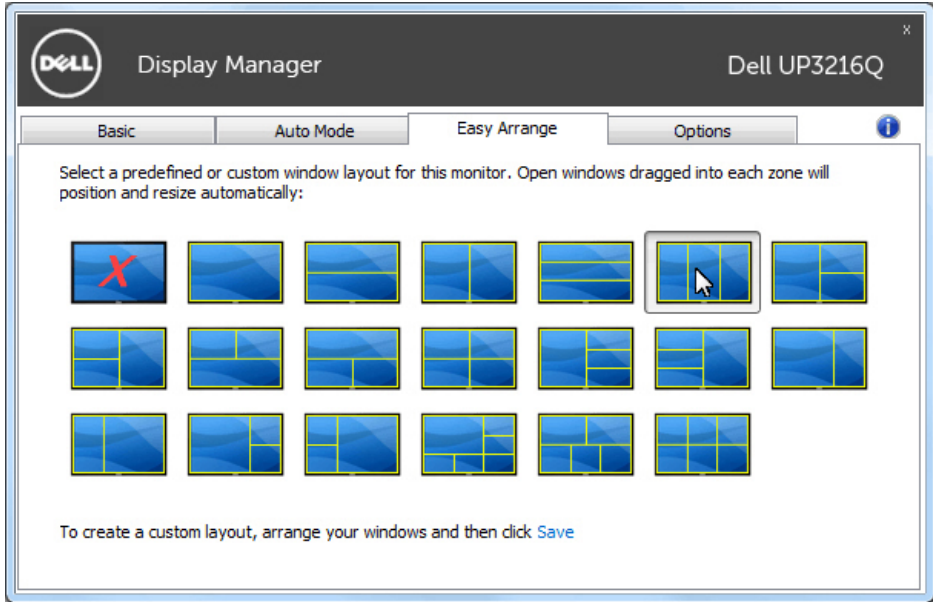 x
DELL
Display Manager
Dell UP3216Q
Basic
Auto Mode
Easy Arrange
Options
i
Select a predefined or custom window layout for this monitor. Open windows dragged into each zone will
position and resize automatically:
X
To create a custom layout, arrange your windows and then click Save